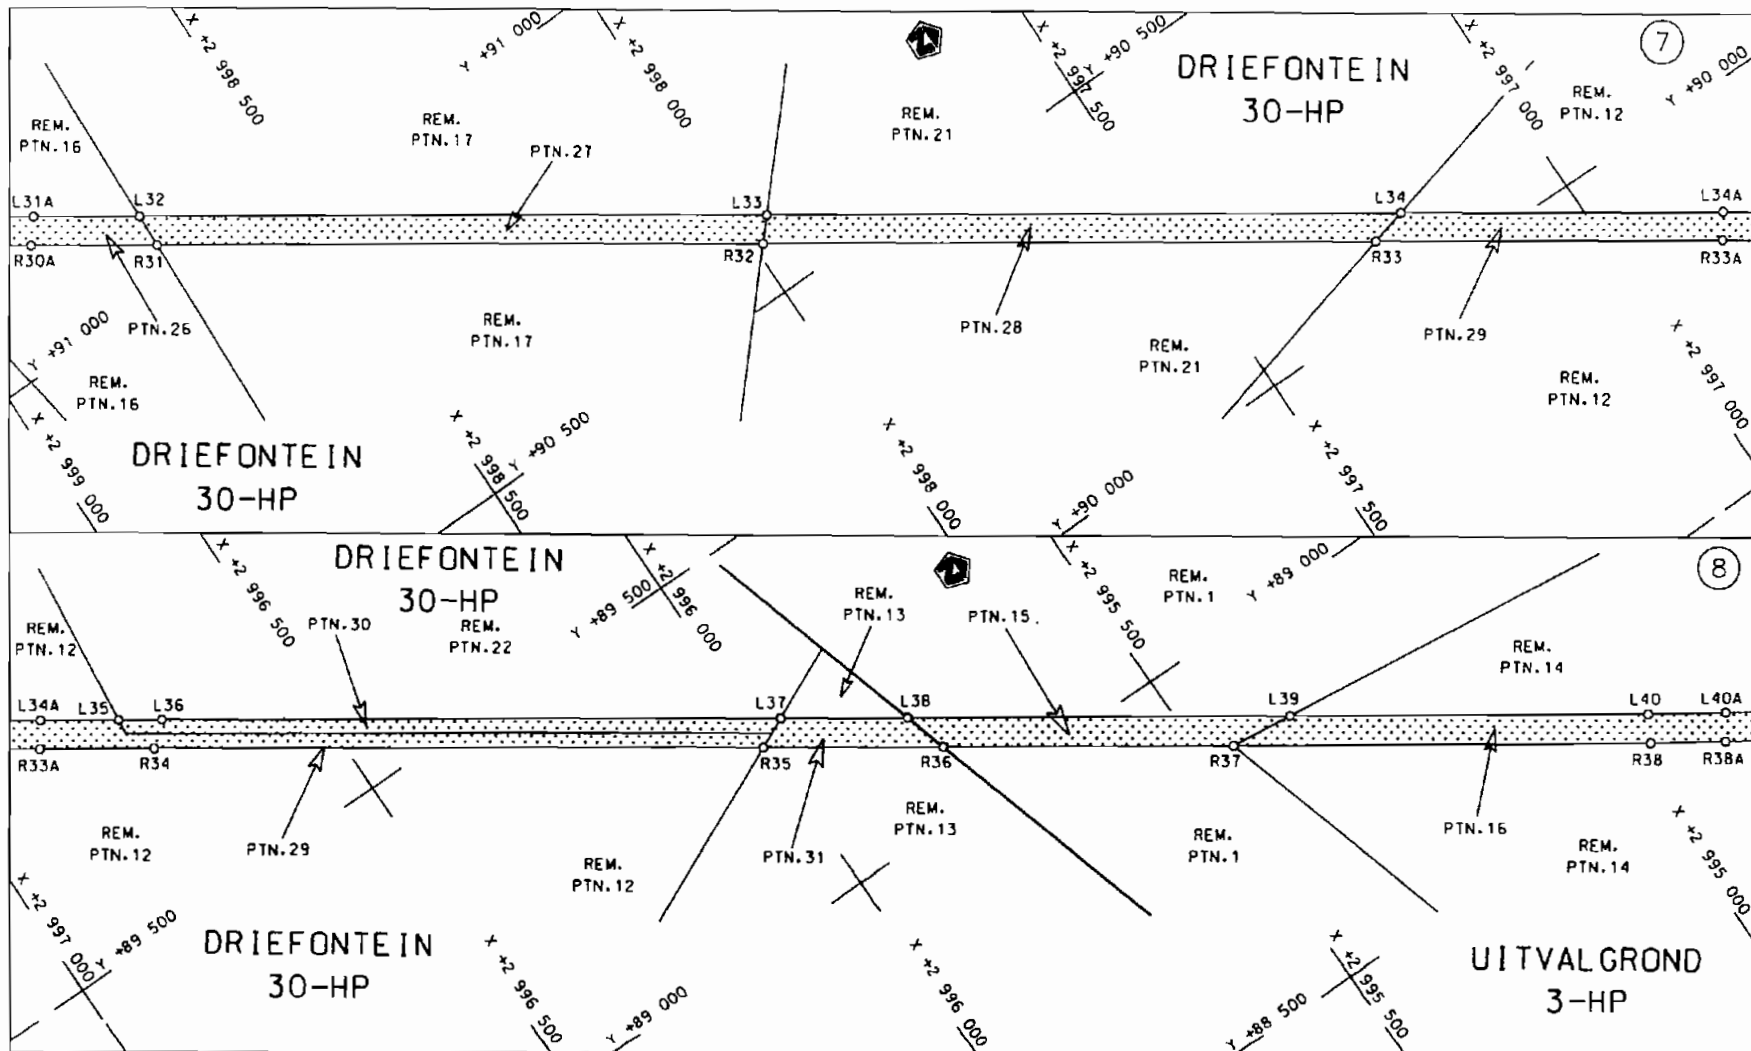 X +2 998 500
Y +91 000
X +2 998 000
X +2 997 500
Y +90 500
DRIEFONTEIN
30-HP
X +2 997 000
7
Y +90 000
REM.
PTN.16
REM.
PTN.17
PTN.27
REM.
PTN.21
REM.
PTN.12
L31A
L32
L33
L34
L34A
R30A
R31
R32
R33
R33A
PTN.26
REM.
PTN.17
PTN.28
REM.
PTN.21
PTN.29
REM.
PTN.12
X +2 997 000
Y +91 000
REM.
PTN.16
X +2 999 000
DRIEFONTEIN
30-HP
X +2 998 500
Y +90 500
X +2 998 000
Y +90 000
X +2 997 500
X +2 996 500
DRIEFONTEIN
30-HP
Y +89 500
X +2 996 000
X +2 995 500
REM.
PTN.1
Y +89 000
8
REM.
PTN.12
PTN.30
REM.
PTN.22
REM.
PTN.13
PTN.15
REM.
PTN.14
L34A
L35
L36
L37
L38
L39
L40
L40A
R33A
R34
R35
R36
R37
R38
R38A
REM.
PTN.12
PTN.29
REM.
PTN.12
PTN.31
REM.
PTN.13
REM.
PTN.1
PTN.16
REM.
PTN.14
X +2 995 000
X +2 997 000
Y +89 500
DRIEFONTEIN
30-HP
X +2 996 500
Y +89 000
X +2 996 000
Y +88 500
X +2 995 500
UITVALGROND
3-HP